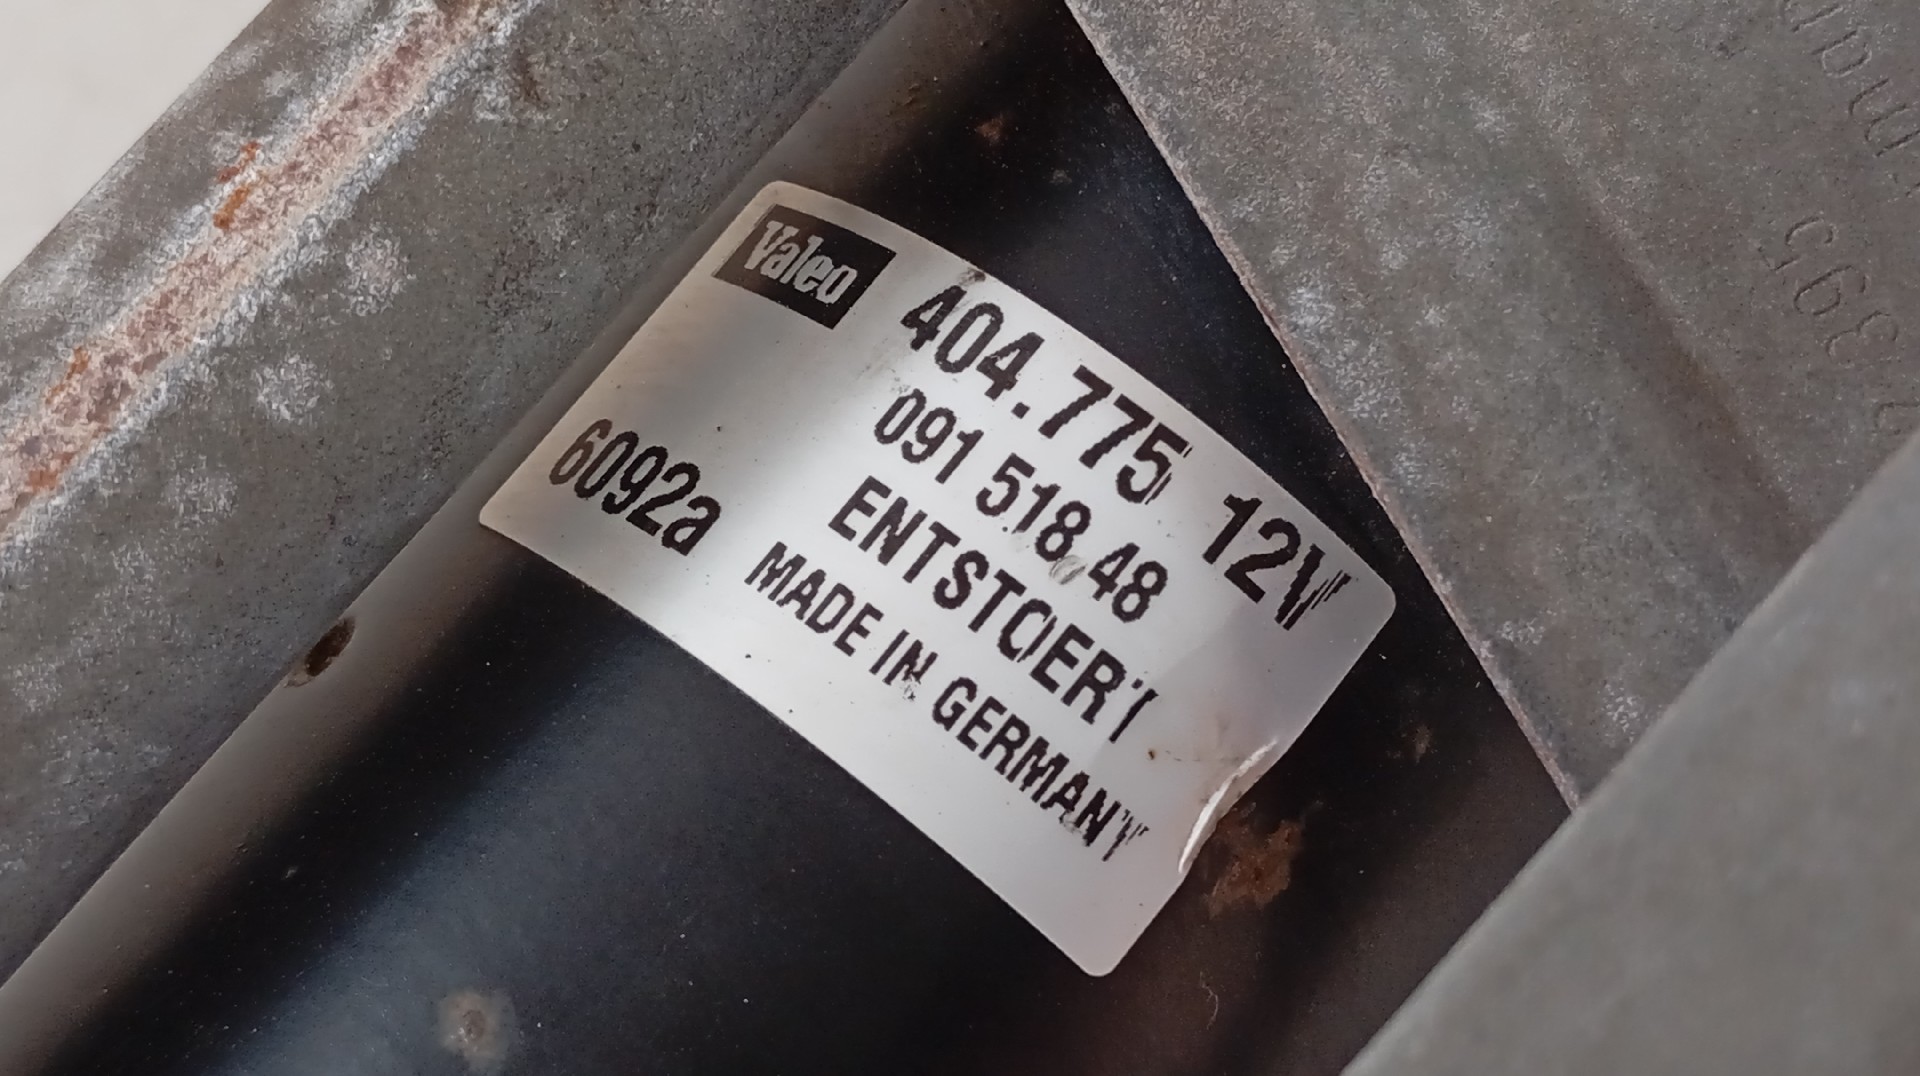 Valeo
404.775 12V
091 518 48
ENTSTOERT
6092a
MADE IN GERMANY